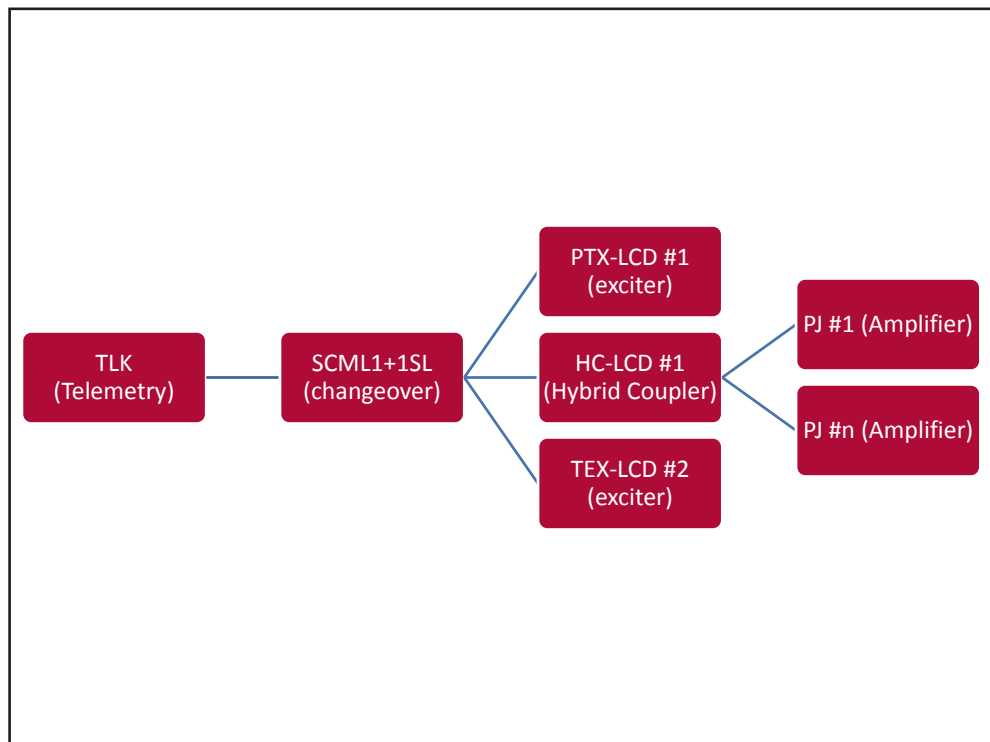 TLK
(Telemetry)
SCML1+1SL
(changeover)
PTX-LCD #1
(exciter)
HC-LCD #1
(Hybrid Coupler)
TEX-LCD #2
(exciter)
PJ #1 (Amplifier)
PJ #n (Amplifier)